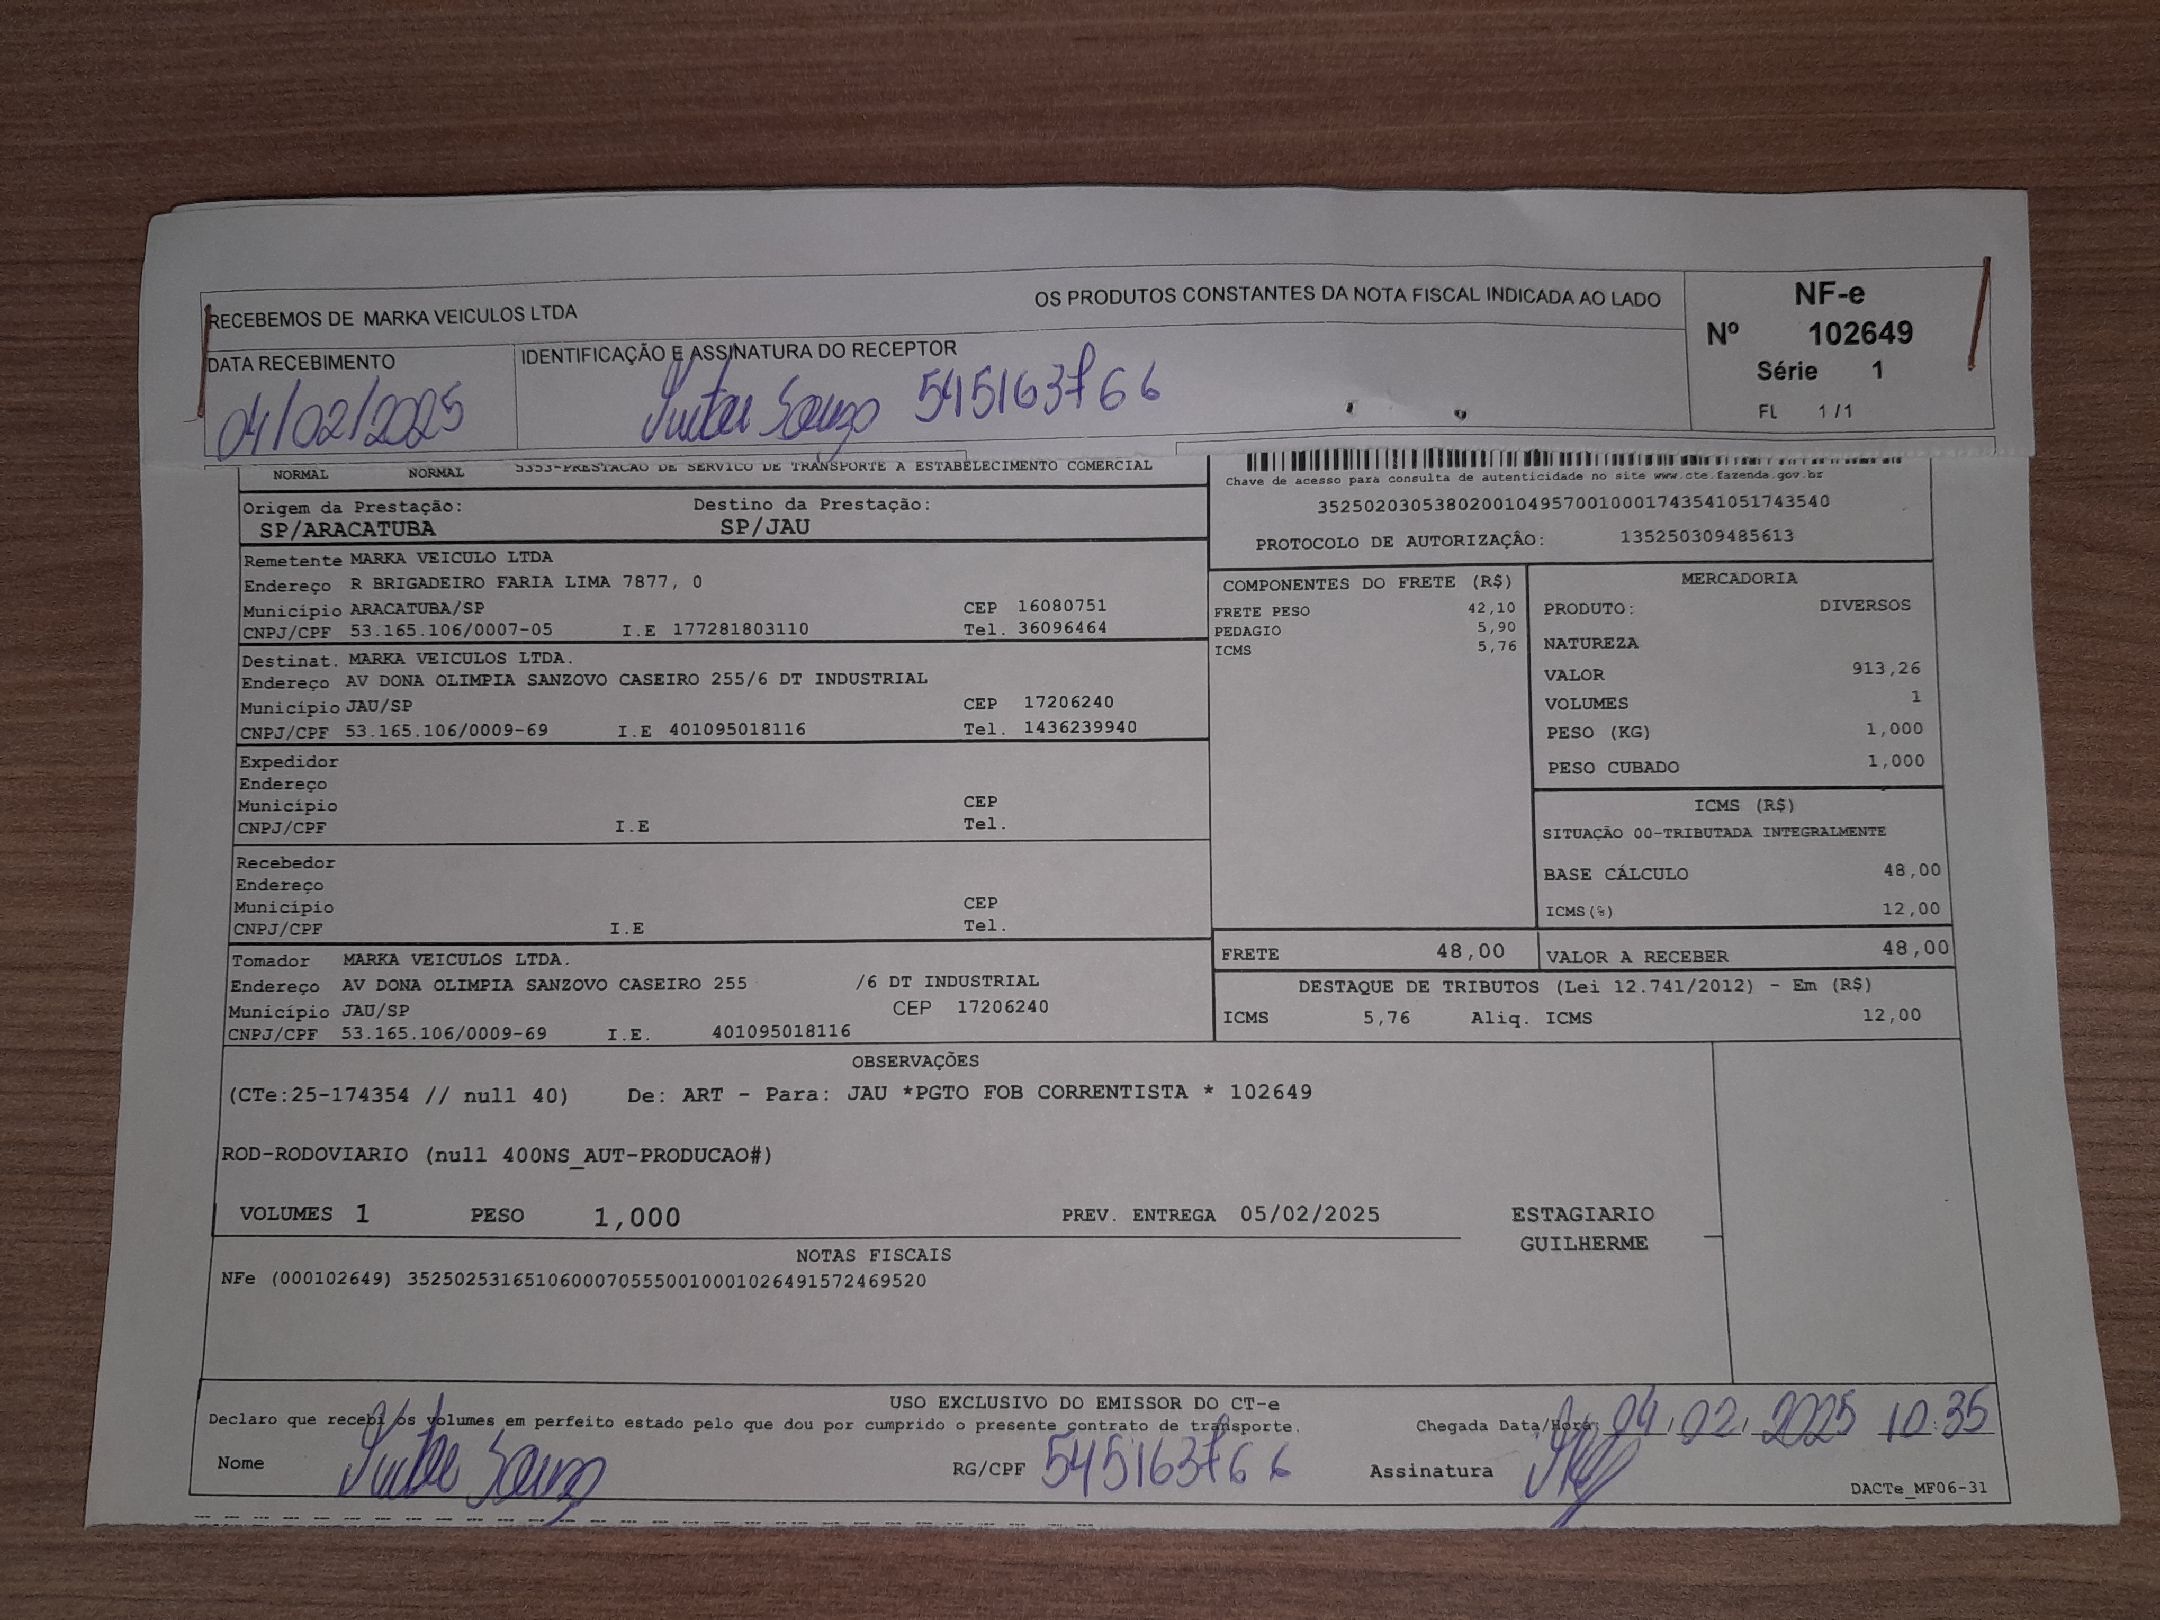 RECEBEMOS DE MARKA VEICULOS LTDA OS PRODUTOS CONSTANTES DA NOTA FISCAL INDICADA AO LADO
NF-e
Nº 102649
Série 1
FL 1 /1
DATA RECEBIMENTO
04/02/2025
IDENTIFICAÇÃO E ASSINATURA DO RECEPTOR
Souza 545163766
NORMAL NORMAL 5353-PRESTACAO DE SERVICO DE TRANSPORTE A ESTABELECIMENTO COMERCIAL
Chave de acesso para consulta de autenticidade no site www.cte.fazenda.gov.br
35250203053802001049570010001743541051743540
PROTOCOLO DE AUTORIZAÇÂO: 135250309485613
Origem da Prestação: Destino da Prestação:
SP/ARACATUBA SP/JAU
Remetente MARKA VEICULO LTDA
Endereço R BRIGADEIRO FARIA LIMA 7877, 0
Município ARACATUBA/SP CEP 16080751
CNPJ/CPF 53.165.106/0007-05 I.E 177281803110 Tel. 36096464
Destinat. MARKA VEICULOS LTDA.
Endereço AV DONA OLIMPIA SANZOVO CASEIRO 255/6 DT INDUSTRIAL
Município JAU/SP CEP 17206240
CNPJ/CPF 53.165.106/0009-69 I.E 401095018116 Tel. 1436239940
Expedidor
Endereço
Município CEP
CNPJ/CPF I.E Tel.
Recebedor
Endereço
Município CEP
CNPJ/CPF I.E Tel.
Tomador MARKA VEICULOS LTDA.
Endereço AV DONA OLIMPIA SANZOVO CASEIRO 255 /6 DT INDUSTRIAL
Município JAU/SP CEP 17206240
CNPJ/CPF 53.165.106/0009-69 I.E. 401095018116
COMPONENTES DO FRETE (R$)
FRETE PESO 42,10
PEDAGIO 5,90
ICMS 5,76
MERCADORIA
PRODUTO: DIVERSOS
NATUREZA
VALOR 913,26
VOLUMES 1
PESO (KG) 1,000
PESO CUBADO 1,000
ICMS (R$)
SITUAÇÃO 00-TRIBUTADA INTEGRALMENTE
BASE CÁLCULO 48,00
ICMS(%) 12,00
FRETE 48,00 VALOR A RECEBER 48,00
DESTAQUE DE TRIBUTOS (Lei 12.741/2012) - Em (R$)
ICMS 5,76 Aliq. ICMS 12,00
OBSERVAÇÕES
(CTe:25-174354 // null 40) De: ART - Para: JAU *PGTO FOB CORRENTISTA * 102649
ROD-RODOVIARIO (null 400NS_AUT-PRODUCAO#)
VOLUMES 1 PESO 1,000 PREV. ENTREGA 05/02/2025 ESTAGIARIO
GUILHERME
NOTAS FISCAIS
NFe (000102649) 35250253165106000705550010001026491572469520
USO EXCLUSIVO DO EMISSOR DO CT-e
Declaro que recebi os volumes em perfeito estado pelo que dou por cumprido o presente contrato de transporte. Chegada Data/Hora: 04/02/2025 10:35
Nome Souza RG/CPF 545163766 Assinatura
DACTe_MF06-31